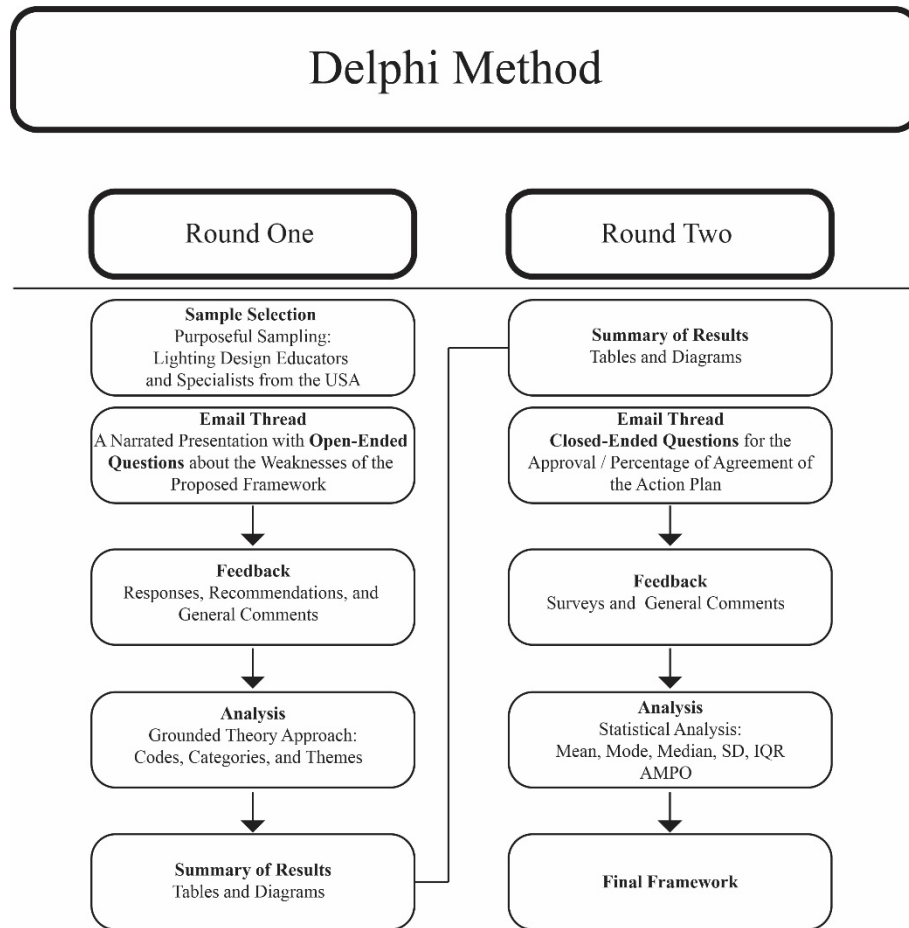 Delphi Method
Round One
Sample Selection
Purposeful Sampling:
Lighting Design Educators
and Specialists from the USA
Email Thread
A Narrated Presentation with Open-Ended
Questions about the Weaknesses of the
Proposed Framework
Feedback
Responses, Recommendations, and
General Comments
Analysis
Grounded Theory Approach:
Codes, Categories, and Themes
Summary of Results
Tables and Diagrams
Round Two
Summary of Results
Tables and Diagrams
Email Thread
Closed-Ended Questions for the
Approval / Percentage of Agreement of
the Action Plan
Feedback
Surveys and General Comments
Analysis
Statistical Analysis:
Mean, Mode, Median, SD, IQR
AMPO
Final Framework